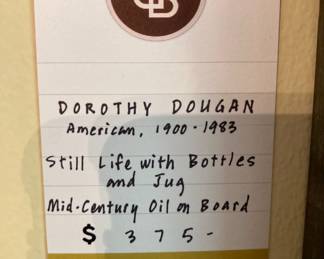 DOROTHY DOUGAN
American, 1900-1983
Still Life with Bottles
and Jug
Mid-Century Oil on Board
$ 375-